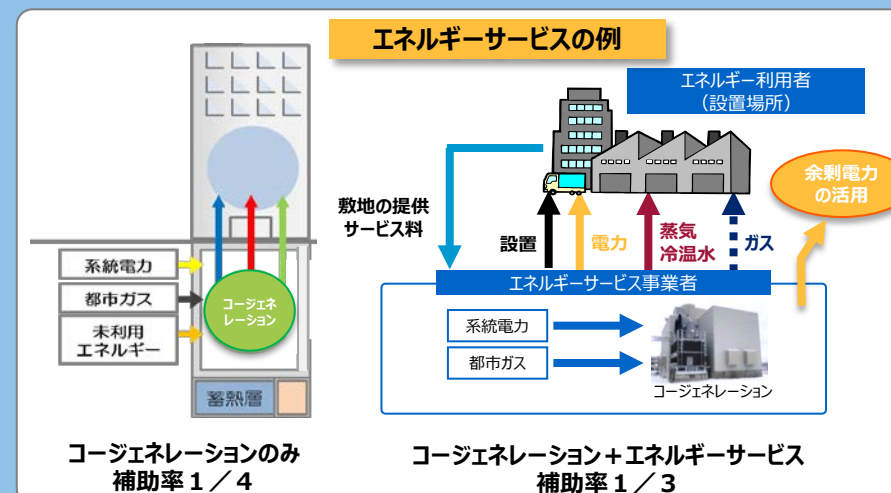 エネルギーサービスの例
系統電力
都市ガス
未利用
エネルギー
コージェネ
レーション
蓄熱層
コージェネレーションのみ
補助率１／４
エネルギー利用者
（設置場所）
余剰電力
の活用
敷地の提供
サービス料
設置
電力
蒸気
冷温水
ガス
エネルギーサービス事業者
系統電力
都市ガス
コージェネレーション
コージェネレーション＋エネルギーサービス
補助率１／３